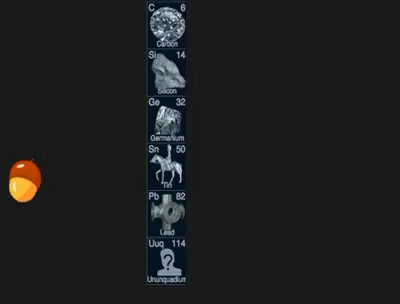 C 6
Carbon
Si 14
Silicon
Ge 32
Germanium
Sn 50
Tin
Pb 82
Lead
Uuq 114
Ununquadium